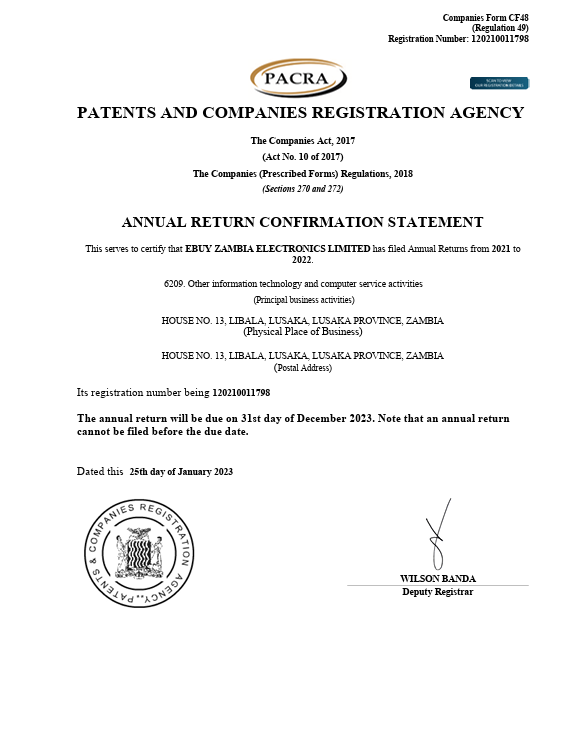 Companies Form CF48
(Regulation 49)
Registration Number: 120210011798
PACRA
SCAN TO VIEW
OUR REGISTRATION DETAILS
PATENTS AND COMPANIES REGISTRATION AGENCY
The Companies Act, 2017
(Act No. 10 of 2017)
The Companies (Prescribed Forms) Regulations, 2018
(Sections 270 and 272)
ANNUAL RETURN CONFIRMATION STATEMENT
This serves to certify that EBUY ZAMBIA ELECTRONICS LIMITED has filed Annual Returns from 2021 to
2022.
6209. Other information technology and computer service activities
(Principal business activities)
HOUSE NO. 13, LIBALA, LUSAKA, LUSAKA PROVINCE, ZAMBIA
(Physical Place of Business)
HOUSE NO. 13, LIBALA, LUSAKA, LUSAKA PROVINCE, ZAMBIA
(Postal Address)
Its registration number being 120210011798
The annual return will be due on 31st day of December 2023. Note that an annual return
cannot be filed before the due date.
Dated this 25th day of January 2023
PATENTS & COMPANIES REGISTRATION AGENCY **
WILSON BANDA
Deputy Registrar